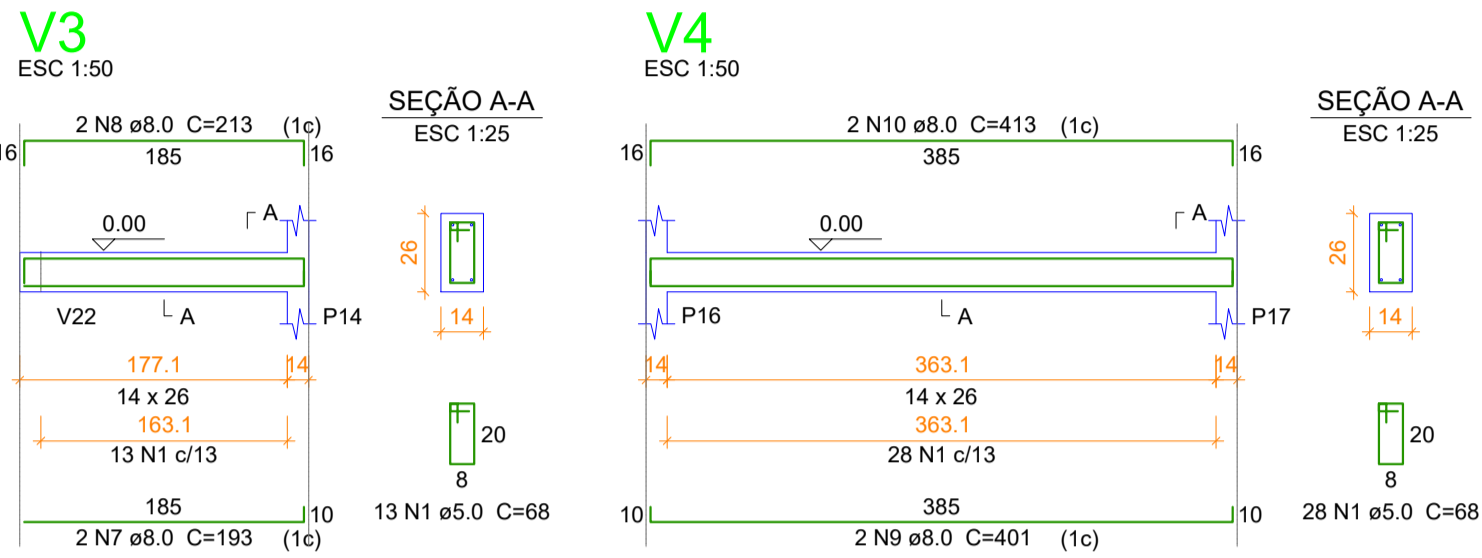 V3
ESC 1:50
SEÇÃO A-A
ESC 1:25
2 N8 ø8.0 C=213 (1c)
16
185
16
A
0.00
26
V22
A
P14
14
177.1
14
14 x 26
163.1
13 N1 c/13
20
8
185
10
13 N1 ø5.0 C=68
2 N7 ø8.0 C=193 (1c)
V4
ESC 1:50
SEÇÃO A-A
ESC 1:25
2 N10 ø8.0 C=413 (1c)
16
385
16
A
0.00
26
P16
A
P17
14
14
363.1
14
14 x 26
363.1
28 N1 c/13
20
8
10
385
10
28 N1 ø5.0 C=68
2 N9 ø8.0 C=401 (1c)